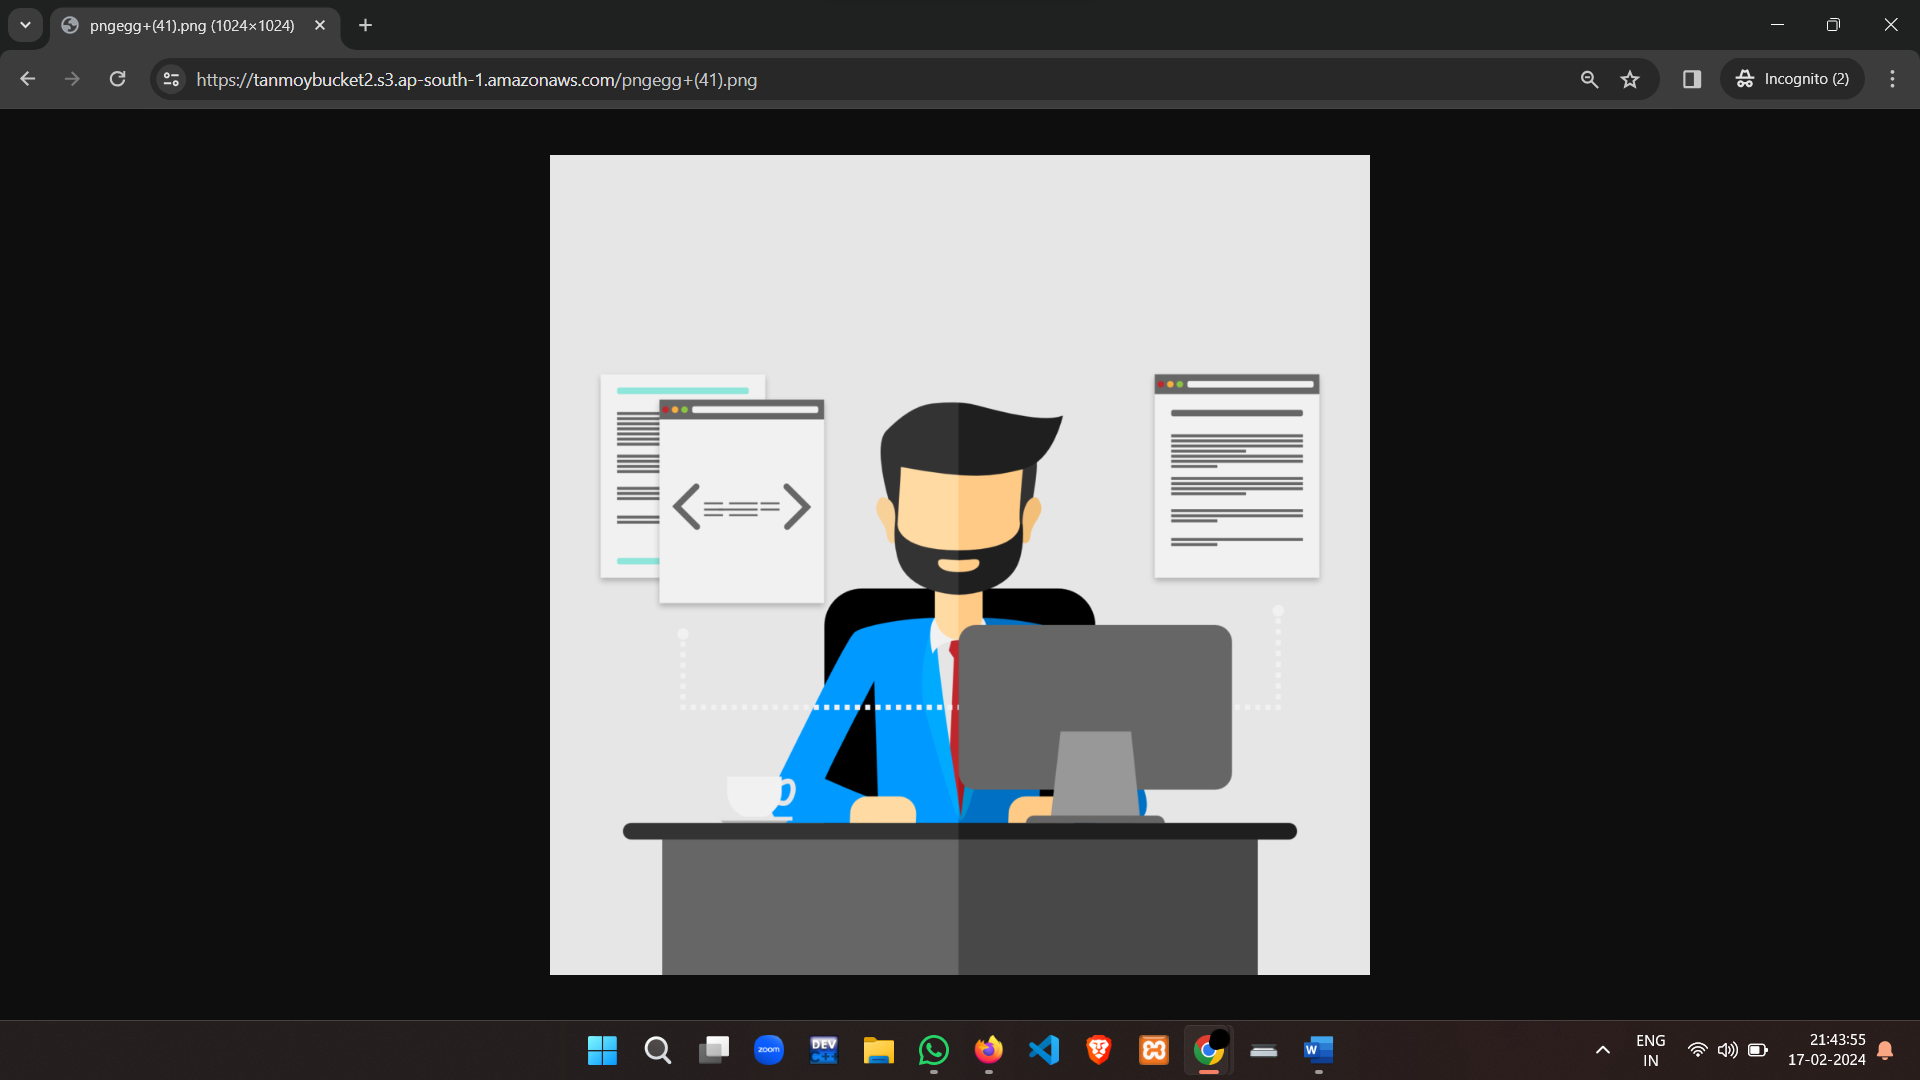 pngegg+(41).png (1024×1024)
https://tanmoybucket2.s3.ap-south-1.amazonaws.com/pngegg+(41).png
Incognito (2)
zoom
DEV
C++
W
ENG
IN
21:43:55
17-02-2024